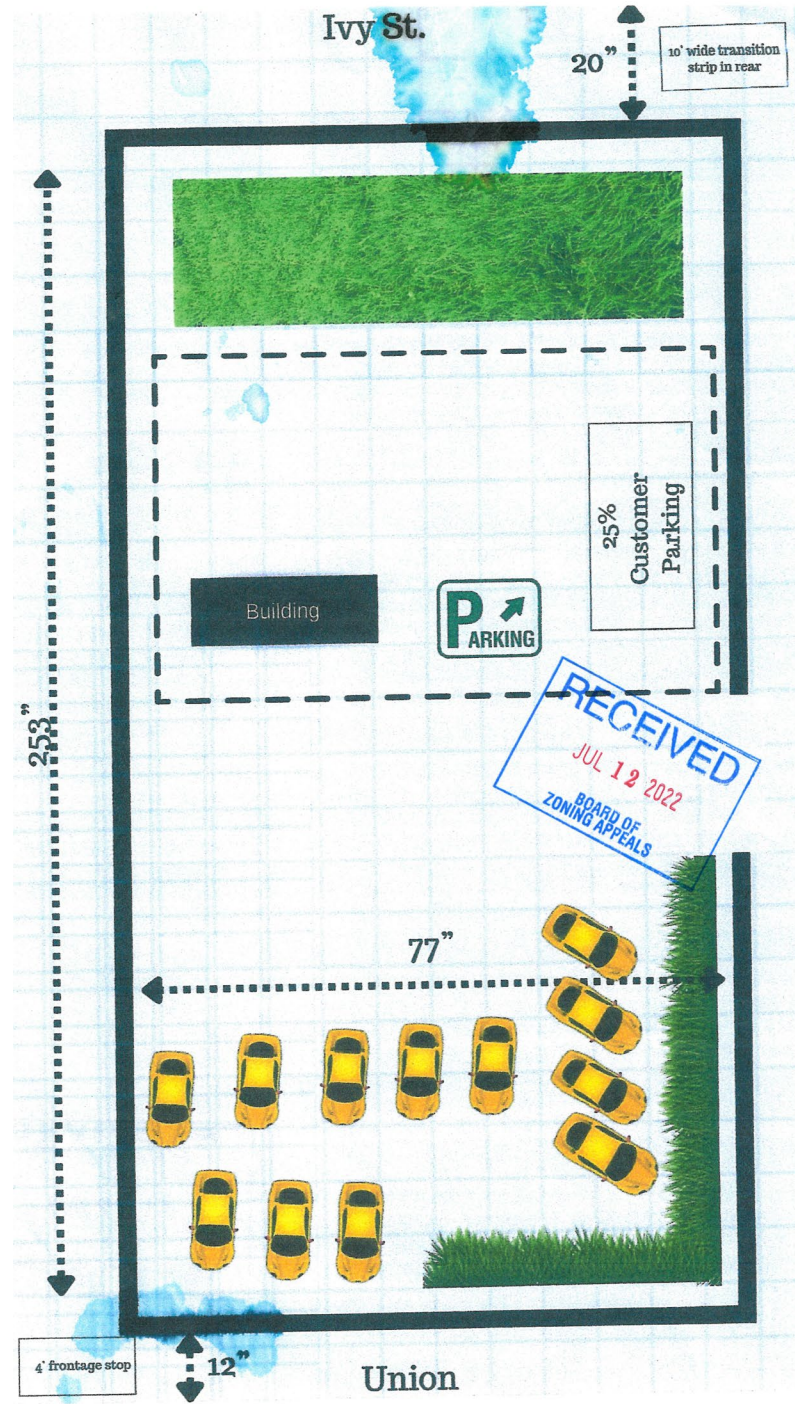 Ivy St.
20”
10' wide transition
strip in rear
25%
Customer
Parking
Building
PARKING
253”
RECEIVED
JUL 12 2022
BOARD OF
ZONING APPEALS
77”
4' frontage stop
12”
Union